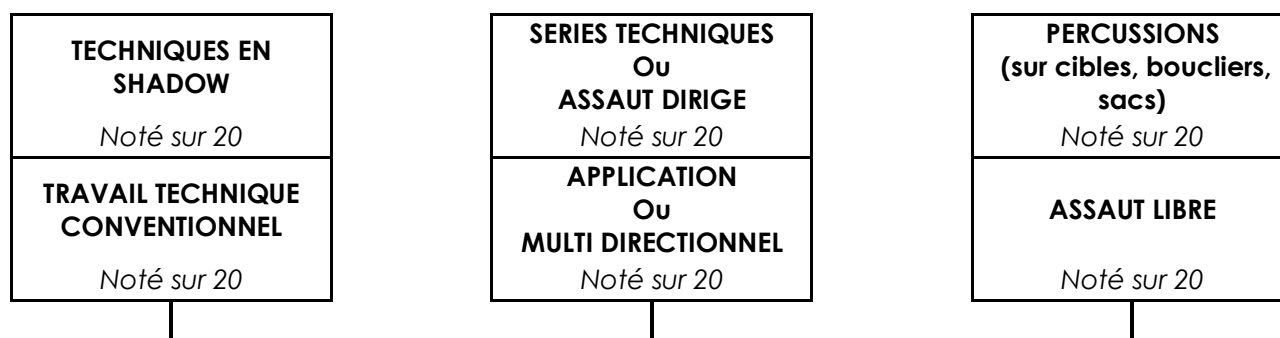 TECHNIQUES EN
SHADOW
Noté sur 20
TRAVAIL TECHNIQUE
CONVENTIONNEL
Noté sur 20
SERIES TECHNIQUES
Ou
ASSAUT DIRIGE
Noté sur 20
APPLICATION
Ou
MULTI DIRECTIONNEL
Noté sur 20
PERCUSSIONS
(sur cibles, boucliers,
sacs)
Noté sur 20
ASSAUT LIBRE
Noté sur 20